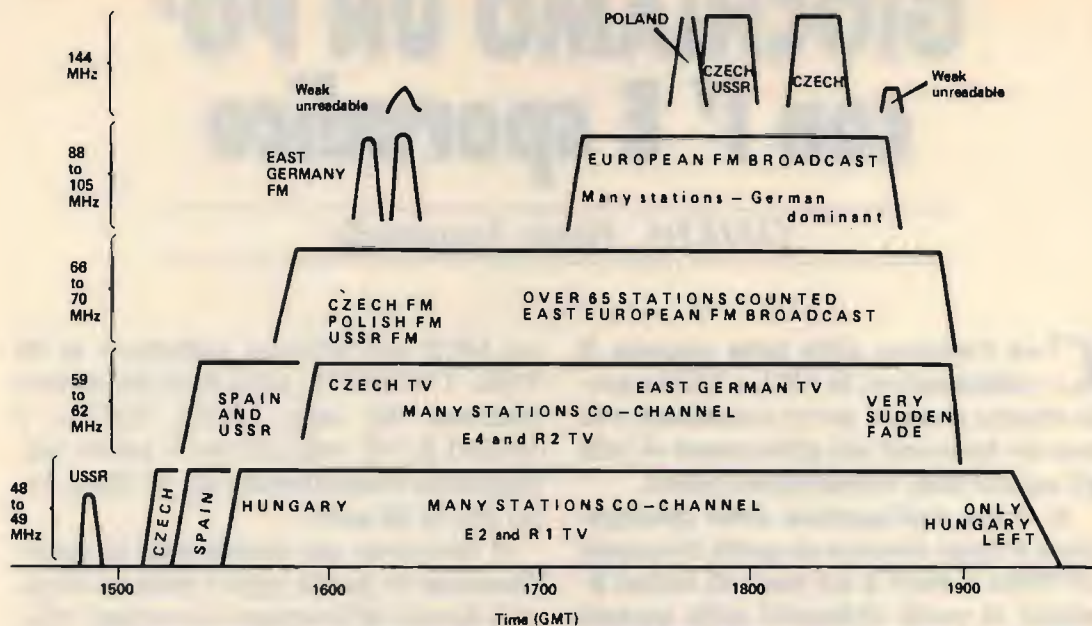 144
MHz
Weak
unreadable
POLAND
CZECH
USSR
CZECH
Weak
unreadable
88
to
105
MHz
EAST
GERMANY
FM
EUROPEAN FM BROADCAST
Many stations – German
dominant
66
to
70
MHz
CZECH FM
POLISH FM
USSR FM
OVER 65 STATIONS COUNTED
EAST EUROPEAN FM BROADCAST
59
to
62
MHz
SPAIN
AND
USSR
CZECH TV
EAST GERMAN TV
MANY STATIONS CO-CHANNEL
E4 and R2 TV
VERY
SUDDEN
FADE
48
to
49
MHz
USSR
CZECH
SPAIN
HUNGARY
MANY STATIONS CO-CHANNEL
E2 and R1 TV
ONLY
HUNGARY
LEFT
1500 1600 1700 1800 1900
Time (GMT)